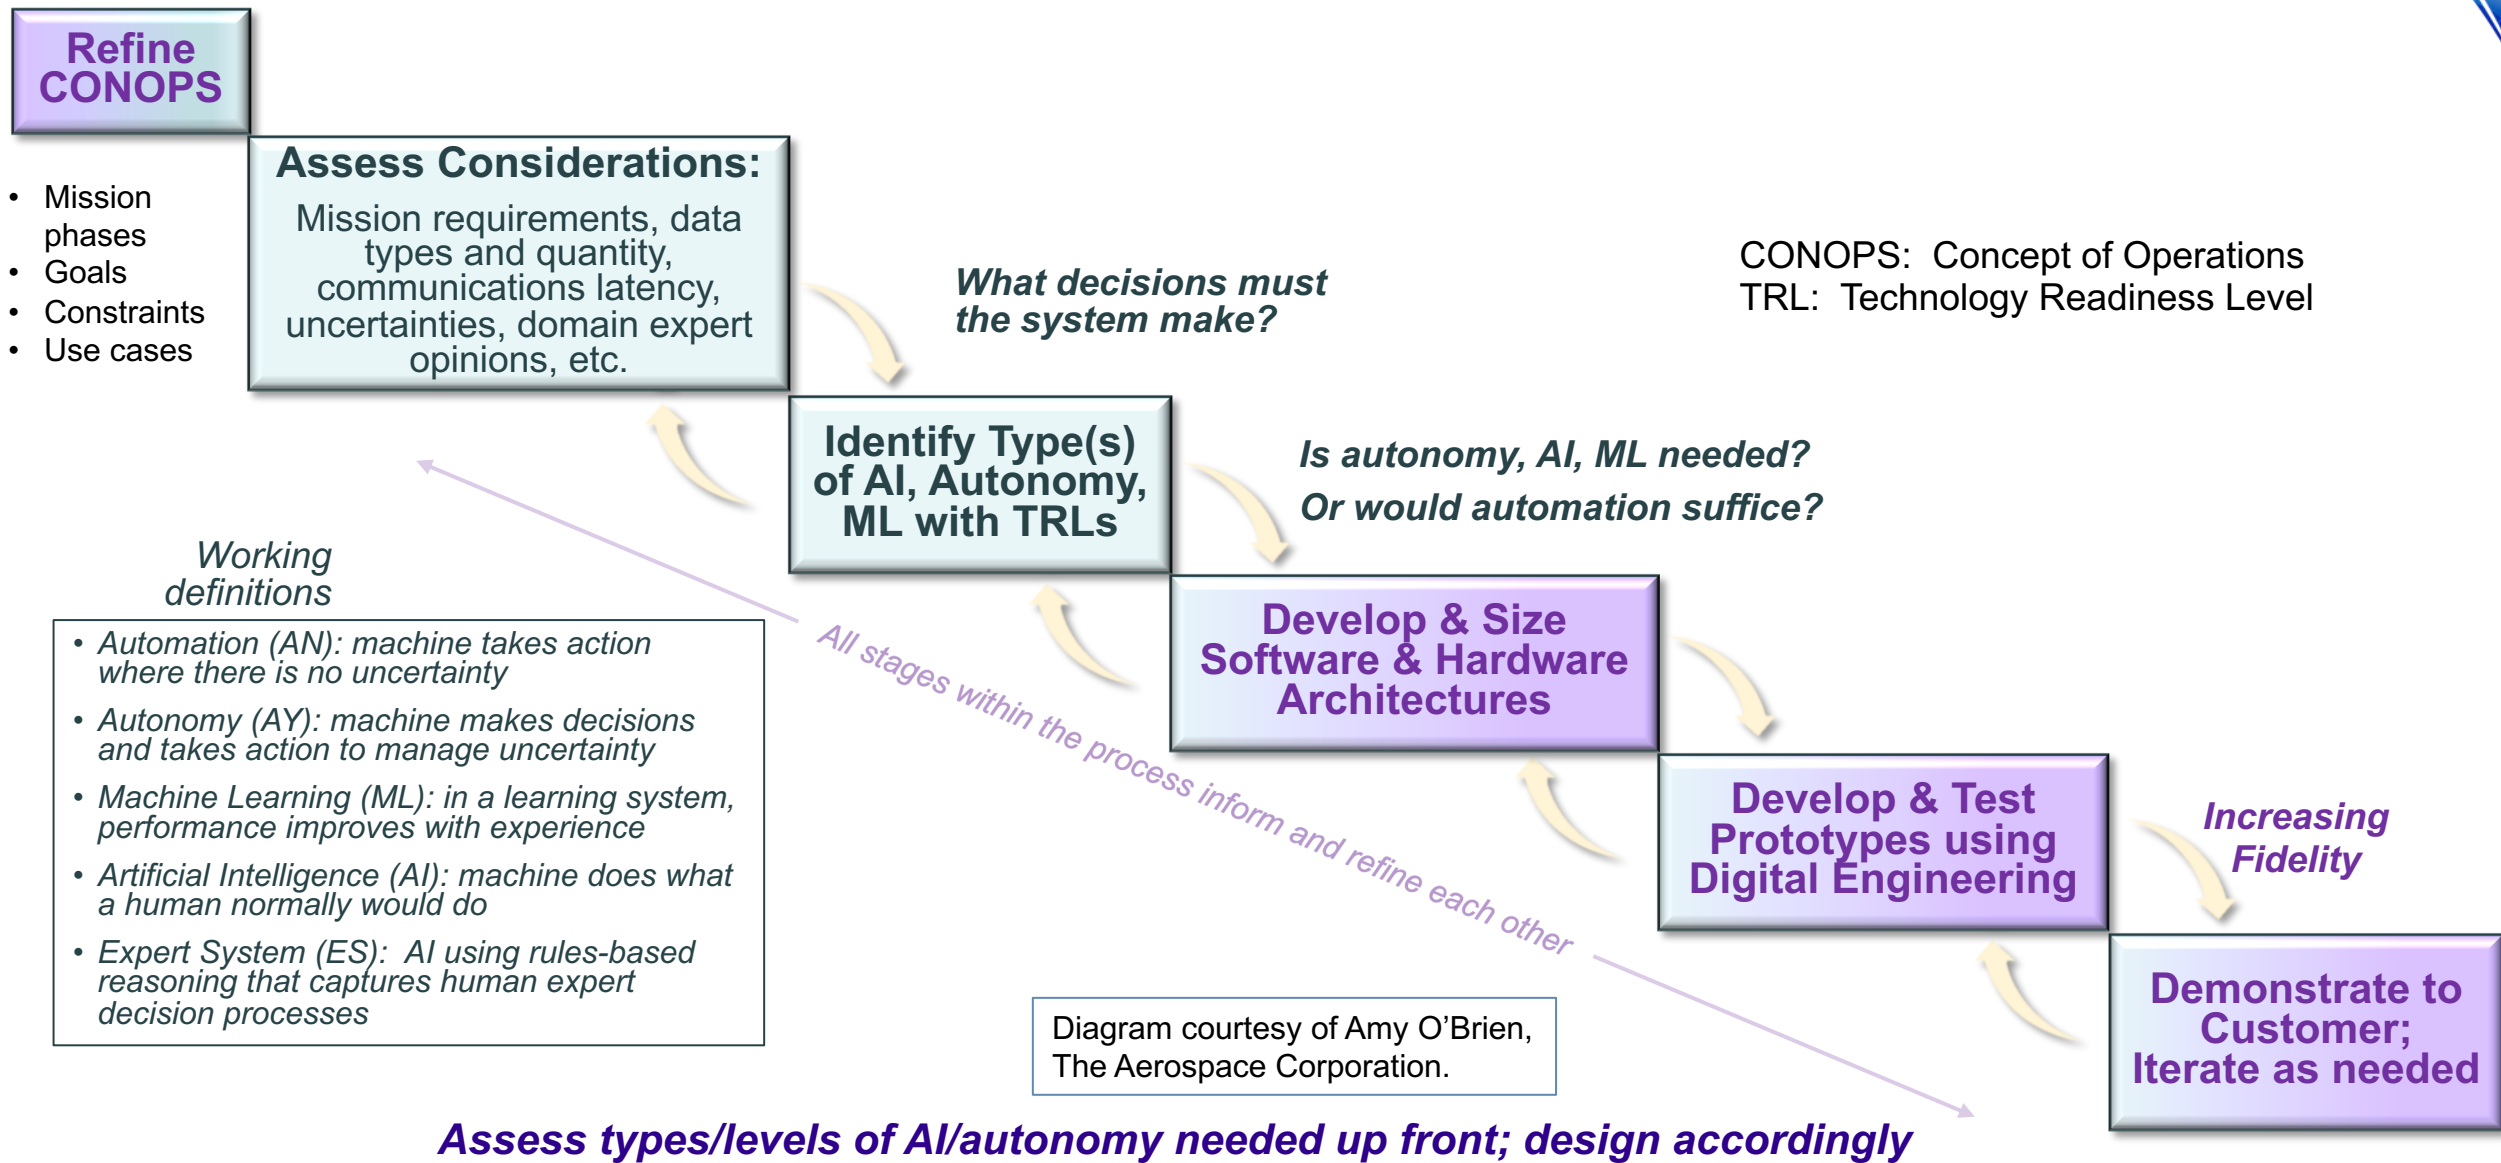 Refine
CONOPS
• Mission
phases
• Goals
• Constraints
• Use cases
Assess Considerations:
Mission requirements, data
types and quantity,
communications latency,
uncertainties, domain expert
opinions, etc.
What decisions must
the system make?
CONOPS:  Concept of Operations
TRL:  Technology Readiness Level
Identify Type(s)
of AI, Autonomy,
ML with TRLs
Is autonomy, AI, ML needed?
Or would automation suffice?
Develop & Size
Software & Hardware
Architectures
Develop & Test
Prototypes using
Digital Engineering
Increasing
Fidelity
Demonstrate to
Customer;
Iterate as needed
All stages within the process inform and refine each other
Working
definitions
• Automation (AN): machine takes action
where there is no uncertainty
• Autonomy (AY): machine makes decisions
and takes action to manage uncertainty
• Machine Learning (ML): in a learning system,
performance improves with experience
• Artificial Intelligence (AI): machine does what
a human normally would do
• Expert System (ES):  AI using rules-based
reasoning that captures human expert
decision processes
Diagram courtesy of Amy O’Brien,
The Aerospace Corporation.
Assess types/levels of AI/autonomy needed up front; design accordingly